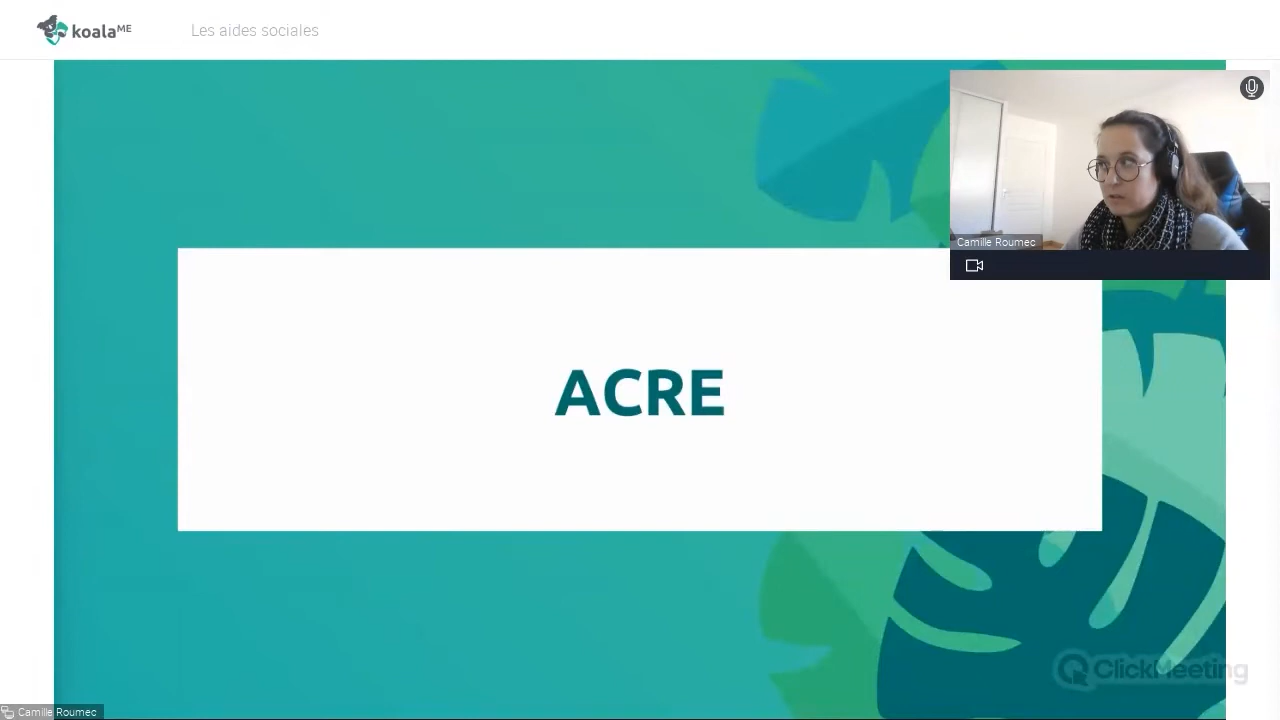 koalaME
Les aides sociales
Camille Roumec
ACRE
ClickMeeting
Camille Roumec